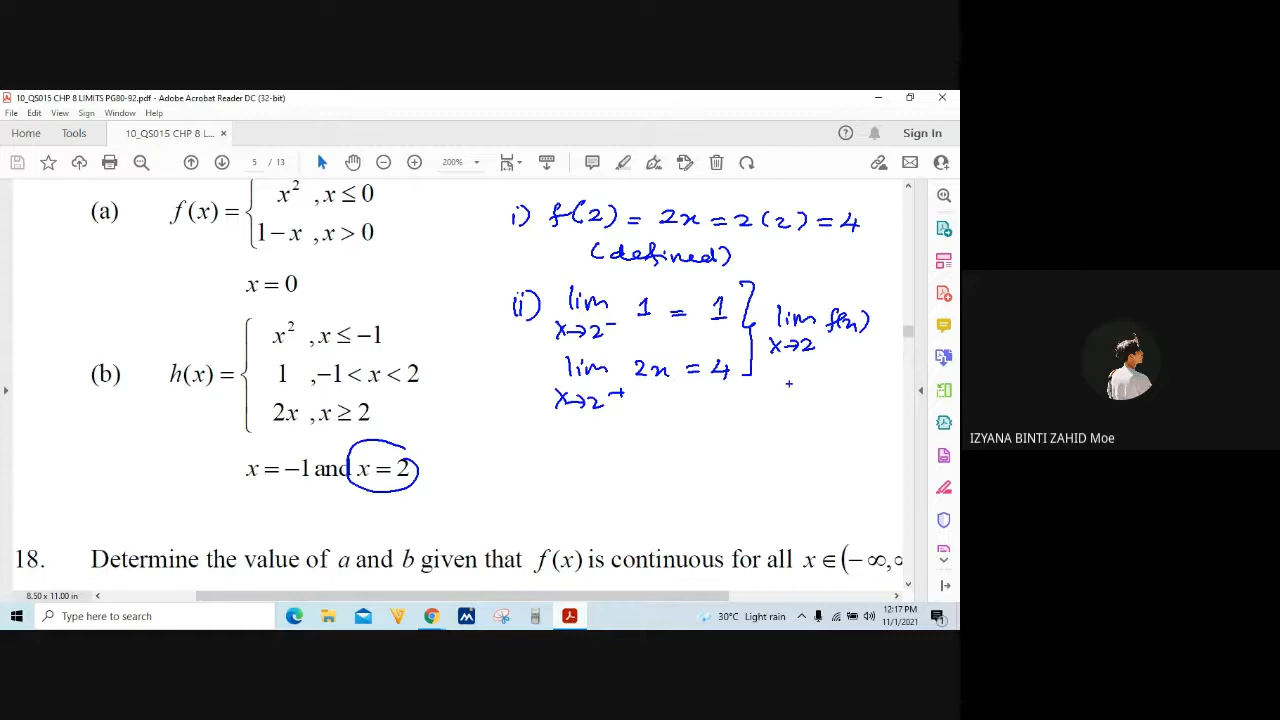 10_QS015 CHP 8 LIMITS PG80-92.pdf - Adobe Acrobat Reader DC (32-bit)
File Edit View Sign Window Help
Home Tools 10_QS015 CHP 8 L... × Sign In
5 / 13 200%
(a) f(x) = { x² , x ≤ 0
1 − x , x > 0
x = 0
(b) h(x) = { x² , x ≤ −1
1 , −1 < x < 2
2x , x ≥ 2
x = −1 and x = 2
i) f(2) = 2x = 2(2) = 4
(defined)
ii) lim x→2⁻ 1 = 1
lim x→2⁺ 2x = 4
} lim x→2 f(x)
18. Determine the value of a and b given that f(x) is continuous for all x ∈ (− ∞,
8.50 x 11.00 in
Type here to search
30°C Light rain
12:17 PM
11/1/2021
IZYANA BINTI ZAHID Moe